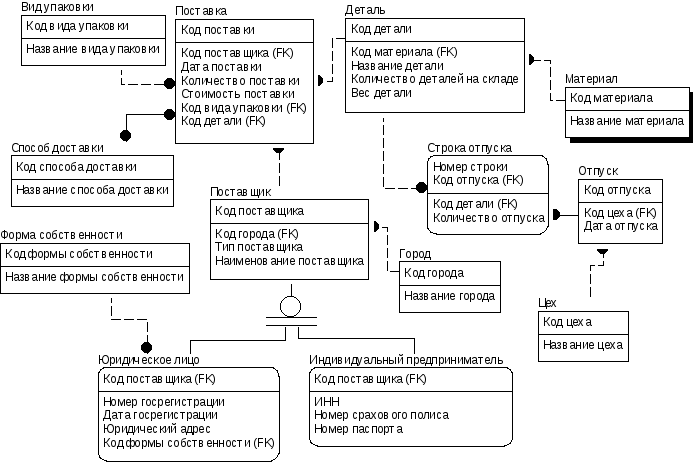 Вид упаковки
Код вида упаковки
Название вида упаковки
Поставка
Код поставки
Код поставщика (FK)
Дата поставки
Количество поставки
Стоимость поставки
Код вида упаковки (FK)
Код детали (FK)
Деталь
Код детали
Код материала (FK)
Название детали
Количество деталей на складе
Вес детали
Материал
Код материала
Название материала
Способ доставки
Код способа доставки
Название способа доставки
Строка отпуска
Номер строки
Код отпуска (FK)
Код детали (FK)
Количество отпуска
Отпуск
Код отпуска
Код цеха (FK)
Дата отпуска
Поставщик
Код поставщика
Код города (FK)
Тип поставщика
Наименование поставщика
Форма собственности
Код формы собственности
Название формы собственности
Город
Код города
Название города
Цех
Код цеха
Название цеха
Юридическое лицо
Код поставщика (FK)
Номер госрегистрации
Дата госрегистрации
Юридический адрес
Код формы собственности (FK)
Индивидуальный предприниматель
Код поставщика (FK)
ИНН
Номер срахового полиса
Номер паспорта